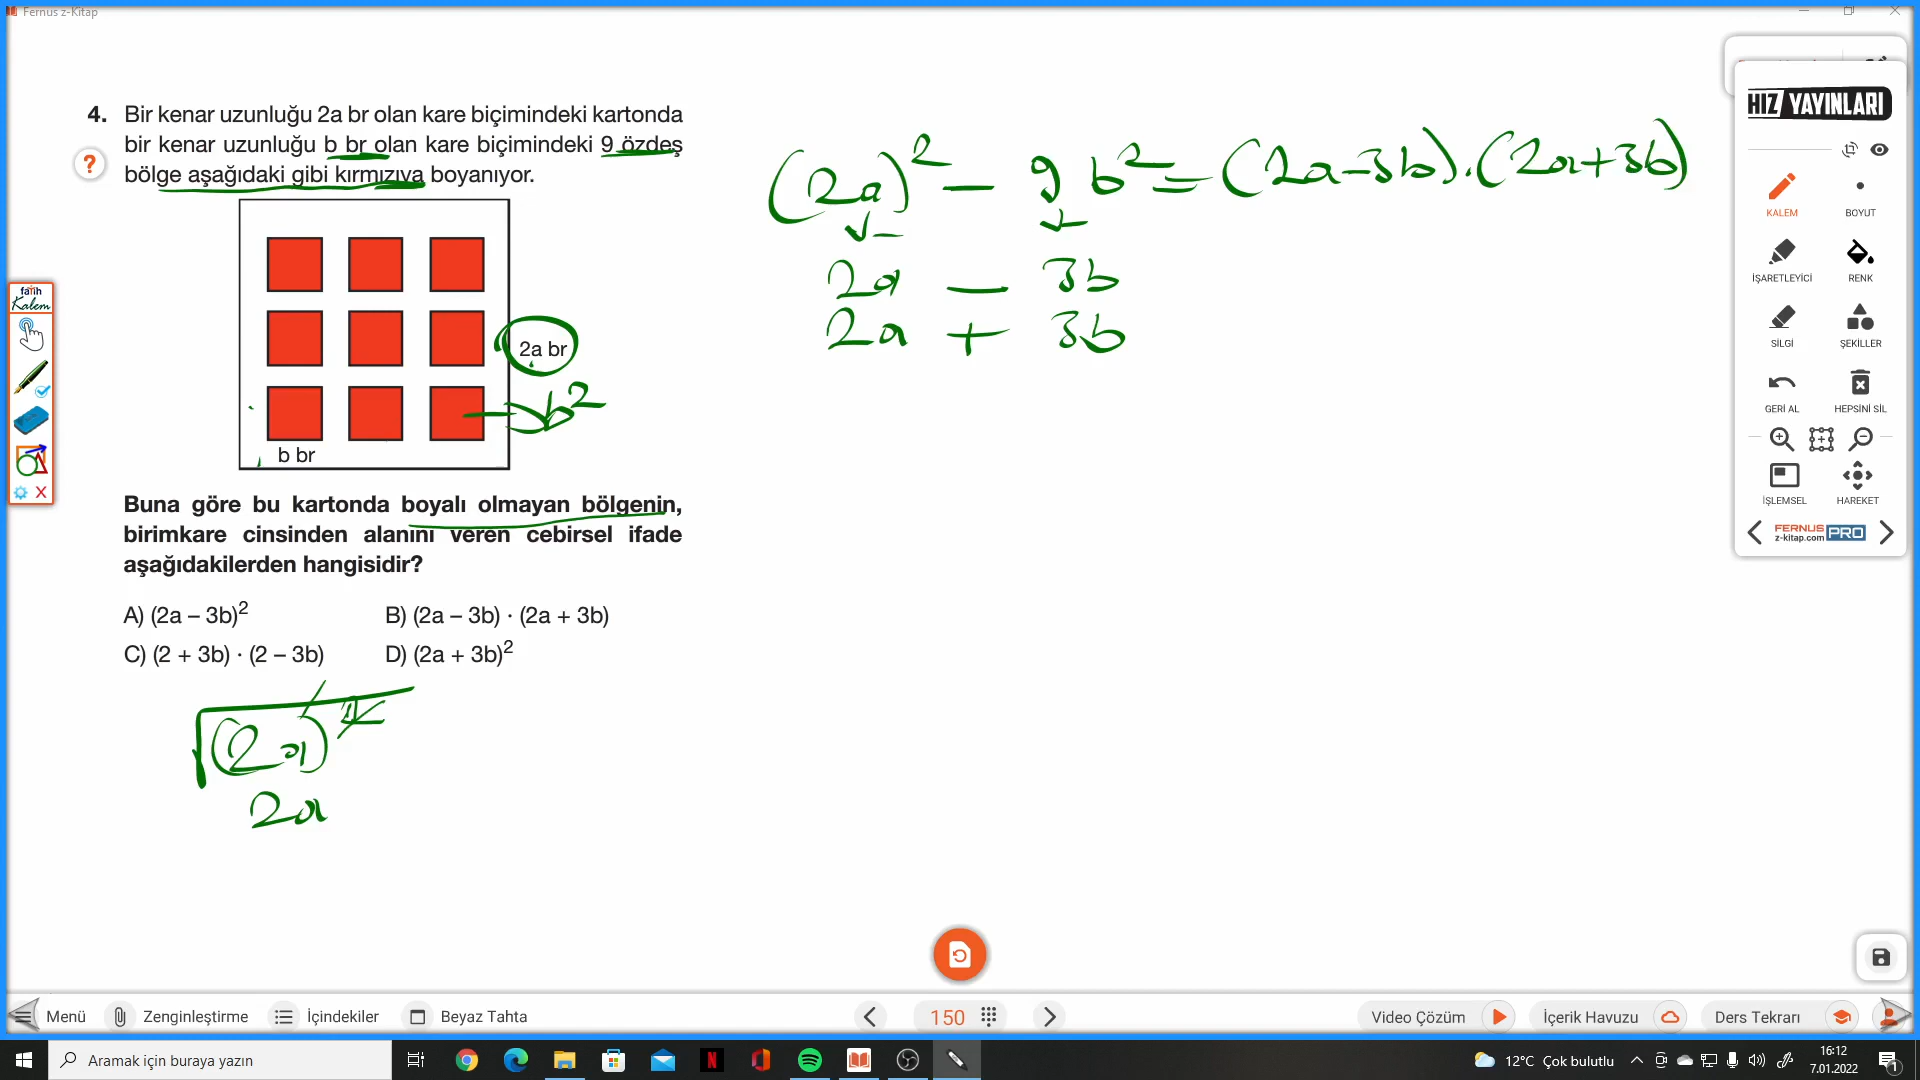 Fernus z-Kitap
4. Bir kenar uzunluğu 2a br olan kare biçimindeki kartonda
bir kenar uzunluğu b br olan kare biçimindeki 9 özdeş
bölge aşağıdaki gibi kırmızıya boyanıyor.
?
2a br
b²
b br
Buna göre bu kartonda boyalı olmayan bölgenin,
birimkare cinsinden alanını veren cebirsel ifade
aşağıdakilerden hangisidir?
A) (2a – 3b)²
B) (2a – 3b) · (2a + 3b)
C) (2 + 3b) · (2 – 3b)
D) (2a + 3b)²
√(2a)²
2a
(2a)² – 9b² = (2a–3b).(2a+3b)
2a – 3b
2a + 3b
fatih
Kalem
X
HIZ YAYINLARI
KALEM
BOYUT
İŞARETLEYİCİ
RENK
SİLGİ
ŞEKİLLER
GERİ AL
HEPSİNİ SİL
İŞLEMSEL
HAREKET
FERNUS
z-kitap.com PRO
Menü
Zenginleştirme
İçindekiler
Beyaz Tahta
150
Video Çözüm
İçerik Havuzu
Ders Tekrarı
Aramak için buraya yazın
12°C Çok bulutlu
16:12
7.01.2022
1